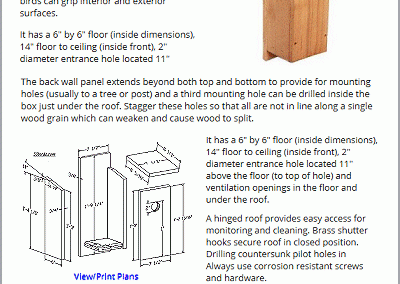 birds can grip interior and exterior
surfaces.
It has a 6" by 6" floor (inside dimensions),
14" floor to ceiling (inside front), 2"
diameter entrance hole located 11"
The back wall panel extends beyond both top and bottom to provide for mounting
holes (usually to a tree or post) and a third mounting hole can be drilled inside the
box just under the roof. Stagger these holes so that all are not in line along a single
wood grain which can weaken and cause wood to split.
It has a 6" by 6" floor (inside dimensions),
14" floor to ceiling (inside front), 2"
diameter entrance hole located 11"
above the floor (to top of hole) and
ventilation openings in the floor and
under the roof.
A hinged roof provides easy access for
monitoring and cleaning. Brass shutter
hooks secure roof in closed position.
Drilling countersunk pilot holes in
Always use corrosion resistant screws
and hardware.
View/Print Plans